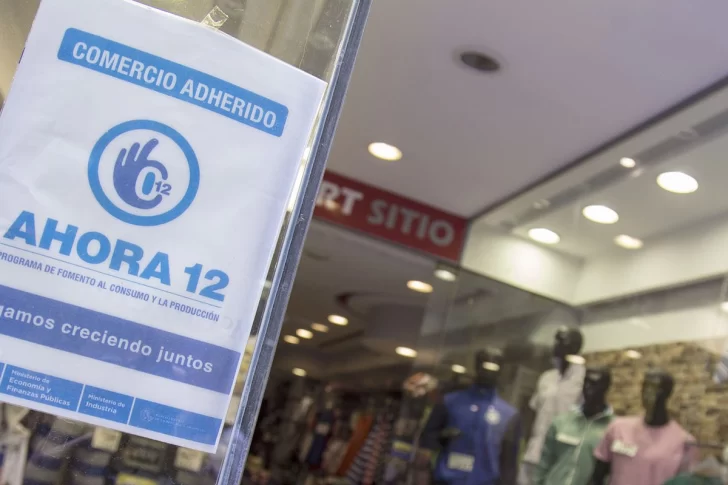 COMERCIO ADHERIDO
12
AHORA 12
PROGRAMA DE FOMENTO AL CONSUMO Y LA PRODUCCIÓN
gamos creciendo juntos
Ministerio de
Economía y
Finanzas Públicas
Ministerio de
Industria
RT SITIO